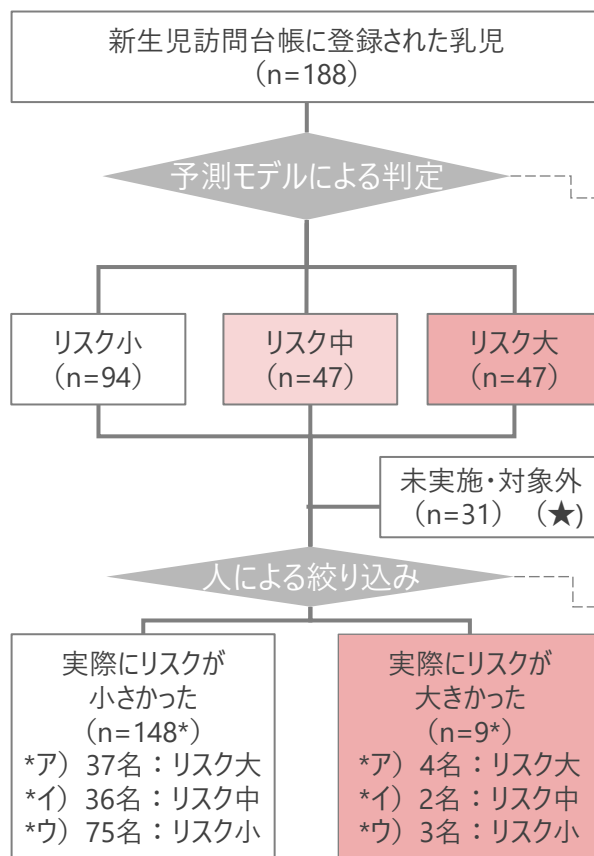 新生児訪問台帳に登録された乳児
（n=188）
予測モデルによる判定
リスク小
（n=94）
リスク中
（n=47）
リスク大
（n=47）
未実施・対象外
（n=31）（★）
人による絞り込み
実際にリスクが
小さかった
（n=148*）
*ア）37名：リスク大
*イ）36名：リスク中
*ウ）75名：リスク小
実際にリスクが
大きかった
（n=9*）
*ア）4名：リスク大
*イ）2名：リスク中
*ウ）3名：リスク小